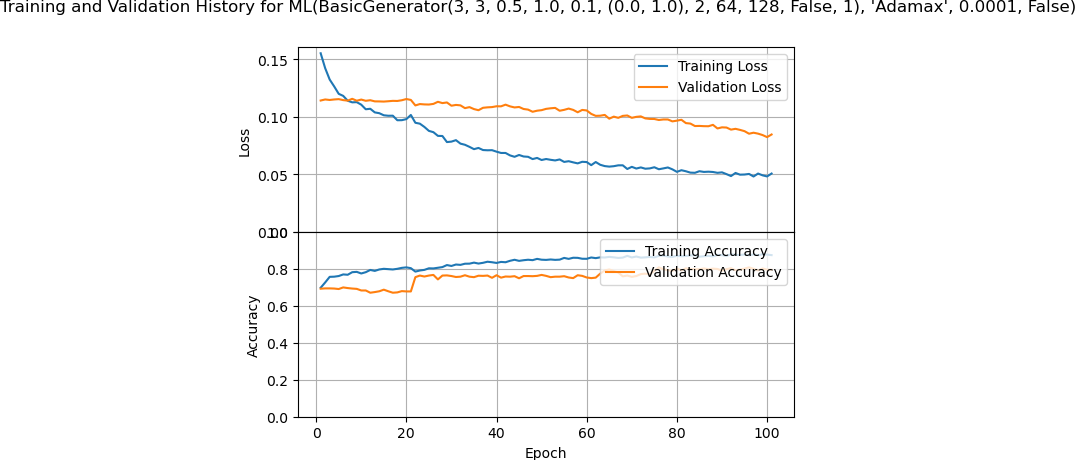 Training and Validation History for ML(BasicGenerator(3, 3, 0.5, 1.0, 0.1, (0.0, 1.0), 2, 64, 128, False, 1), 'Adamax', 0.0001, False)
Training Loss
Validation Loss
Loss
0.15
0.10
0.05
0.00
1.0
Training Accuracy
Validation Accuracy
Accuracy
0.8
0.6
0.4
0.2
0.0
0 20 40 60 80 100
Epoch